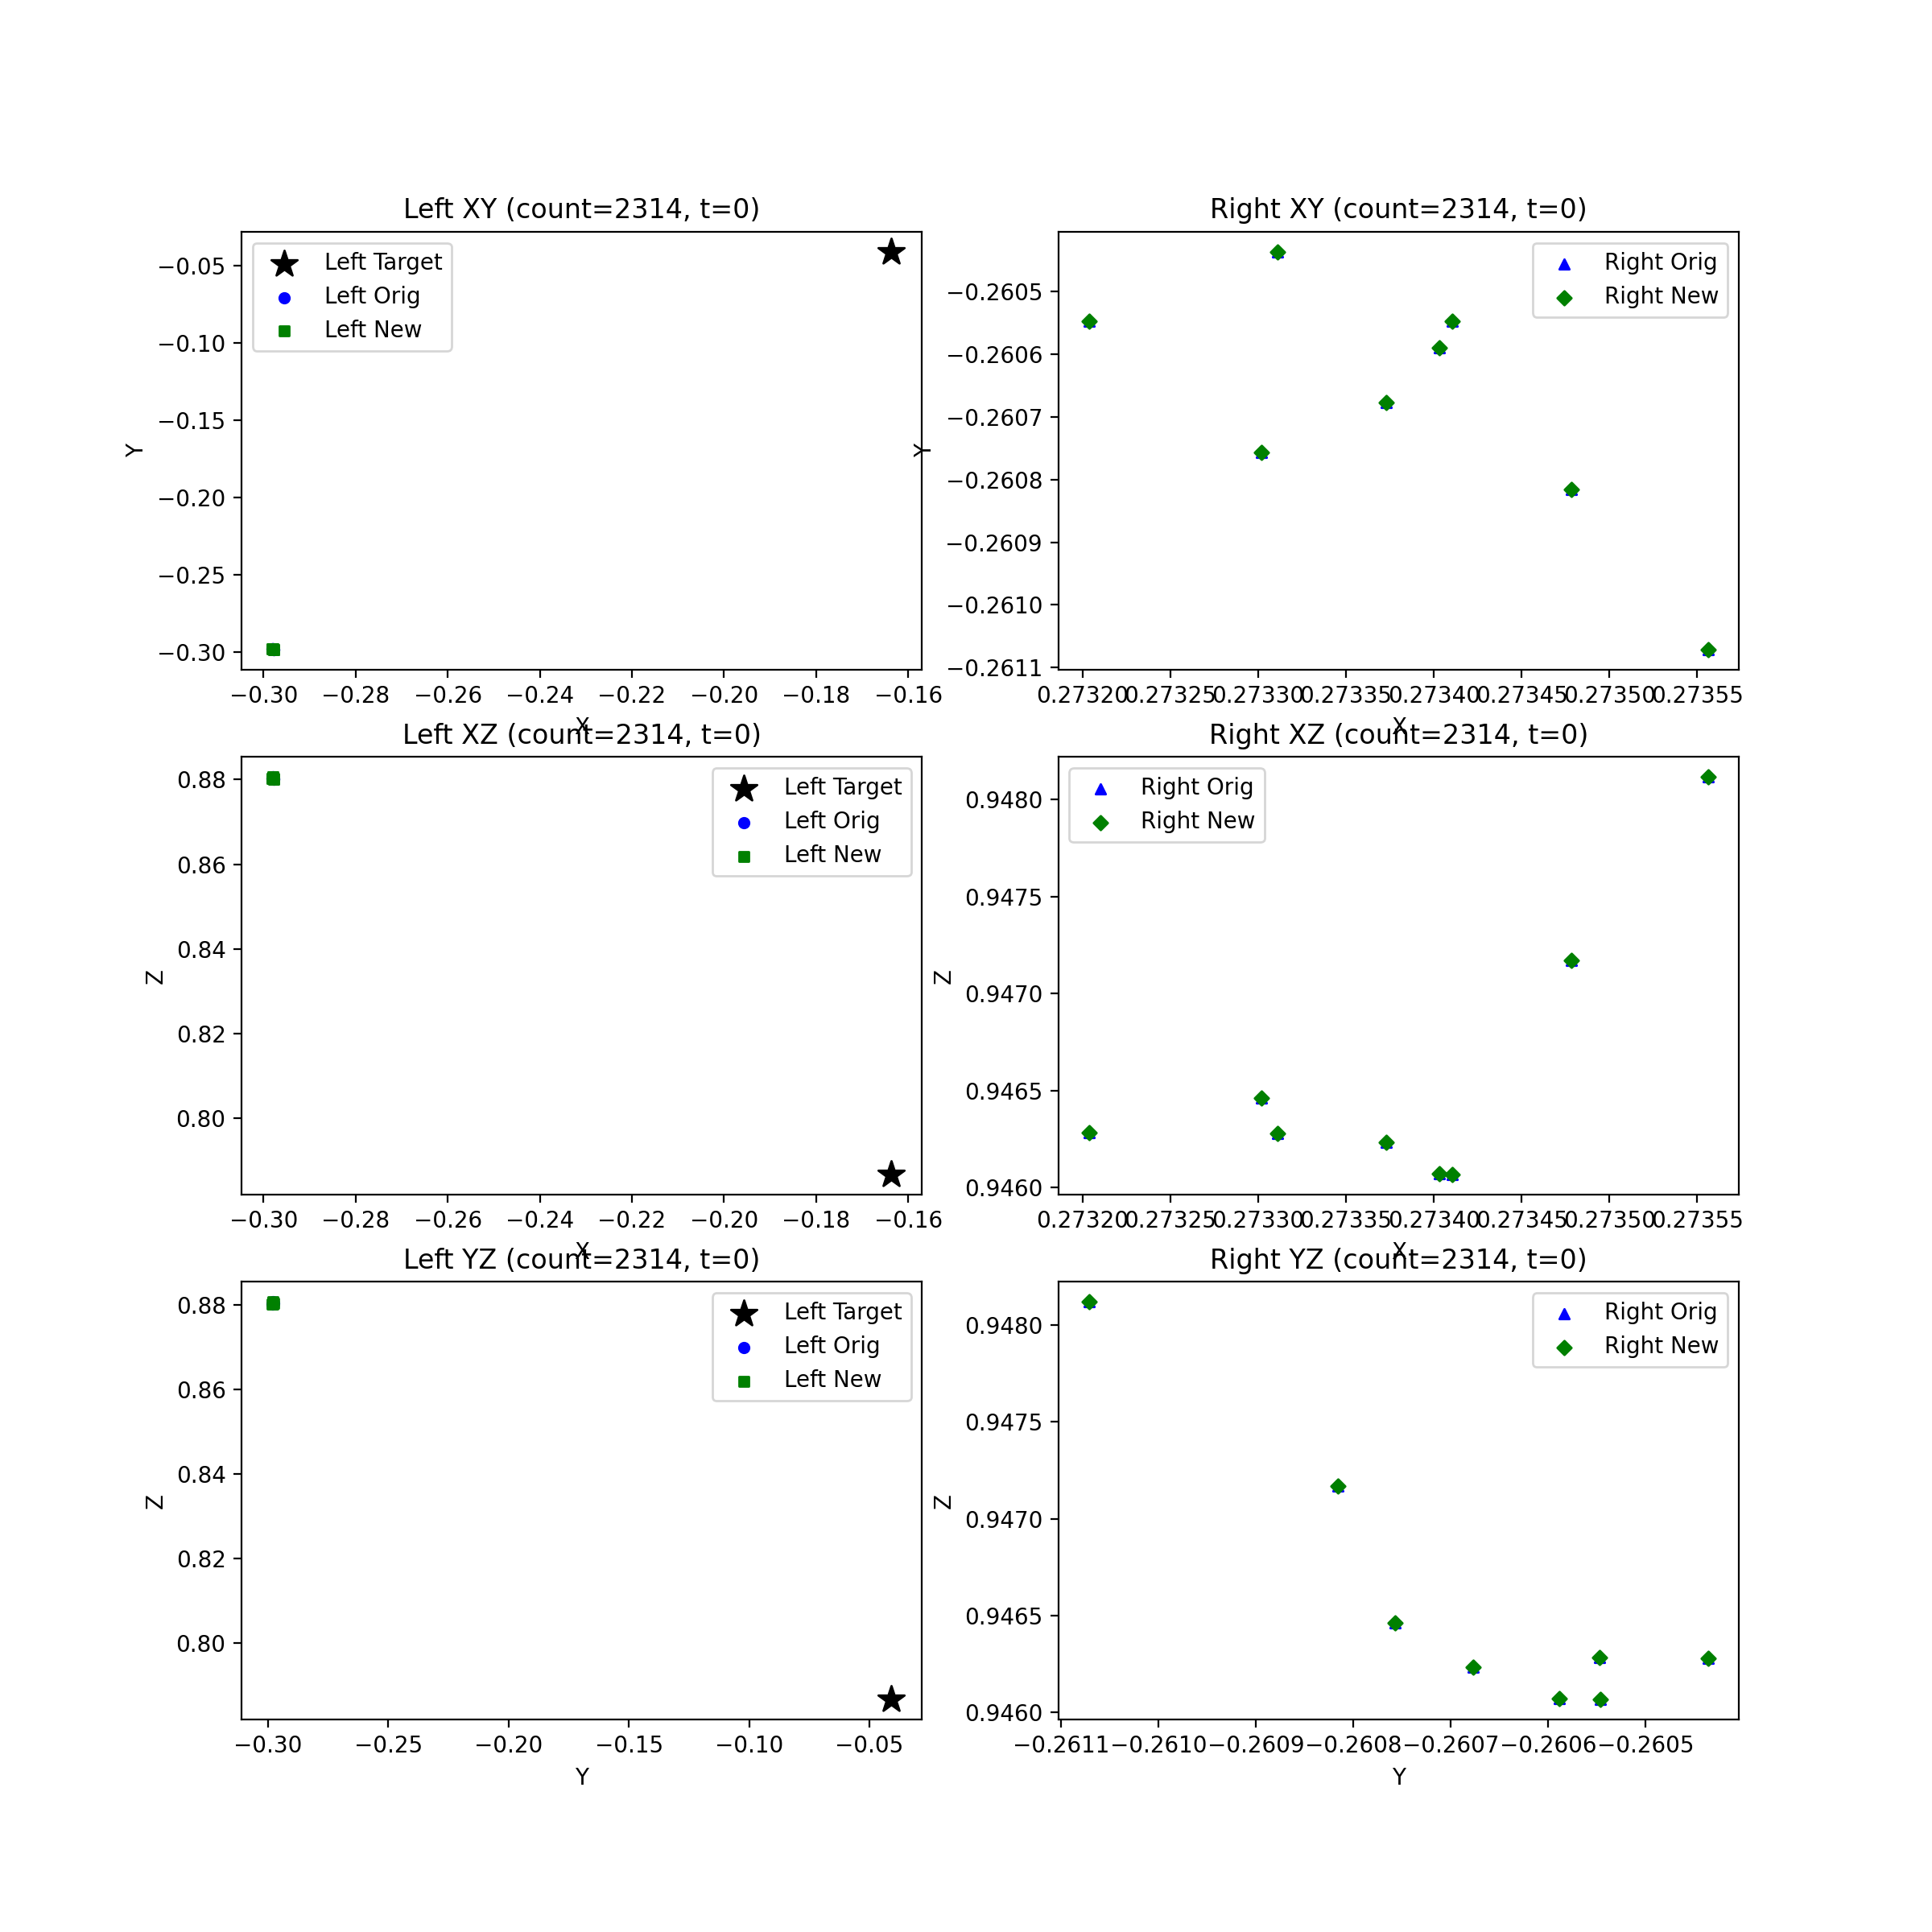 Left XY (count=2314, t=0)
Left Target
Left Orig
Left New
−0.05
−0.10
−0.15
−0.20
−0.25
−0.30
Y
−0.30 −0.28 −0.26 −0.24 −0.22 −0.20 −0.18 −0.16
X
Right XY (count=2314, t=0)
Right Orig
Right New
−0.2605
−0.2606
−0.2607
−0.2608
−0.2609
−0.2610
−0.2611
Y
0.27320 0.27325 0.27330 0.27335 0.27340 0.27345 0.27350 0.27355
X
Left XZ (count=2314, t=0)
Left Target
Left Orig
Left New
0.88
0.86
0.84
0.82
0.80
Z
−0.30 −0.28 −0.26 −0.24 −0.22 −0.20 −0.18 −0.16
X
Right XZ (count=2314, t=0)
Right Orig
Right New
0.9480
0.9475
0.9470
0.9465
0.9460
Z
0.27320 0.27325 0.27330 0.27335 0.27340 0.27345 0.27350 0.27355
X
Left YZ (count=2314, t=0)
Left Target
Left Orig
Left New
0.88
0.86
0.84
0.82
0.80
Z
−0.30 −0.25 −0.20 −0.15 −0.10 −0.05
Y
Right YZ (count=2314, t=0)
Right Orig
Right New
0.9480
0.9475
0.9470
0.9465
0.9460
Z
−0.2611 −0.2610 −0.2609 −0.2608 −0.2607 −0.2606 −0.2605
Y